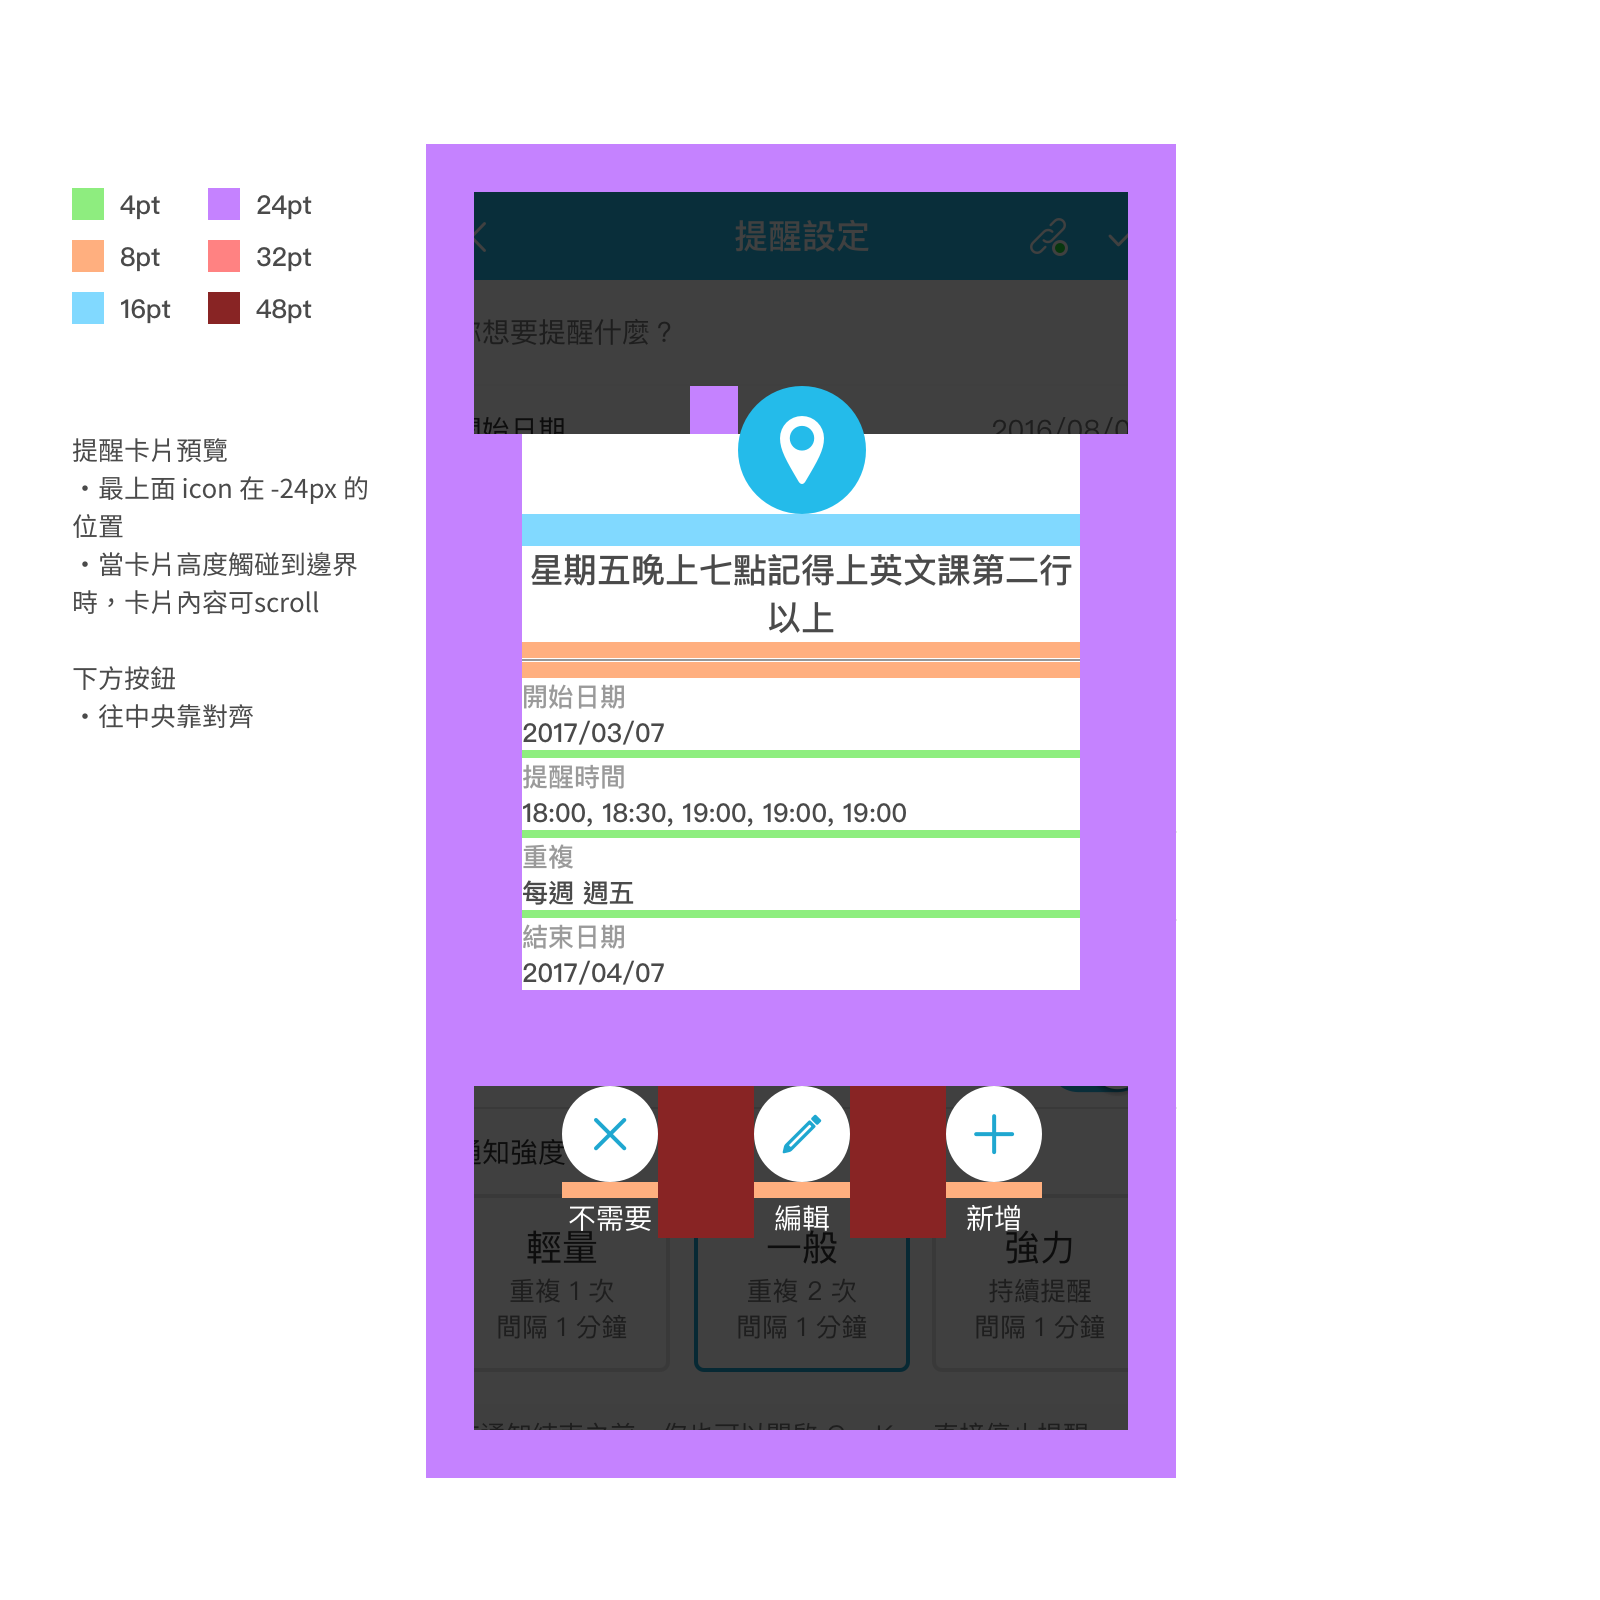 4pt
24pt
8pt
32pt
16pt
48pt
提醒卡片預覽
・最上面 icon 在 -24px 的
位置
・當卡片高度觸碰到邊界
時，卡片內容可scroll
下方按鈕
・往中央靠對齊
提醒設定
你想要提醒什麼？
開始日期
2016/08/0
星期五晚上七點記得上英文課第二行
以上
開始日期
2017/03/07
提醒時間
18:00, 18:30, 19:00, 19:00, 19:00
重複
每週 週五
結束日期
2017/04/07
通知強度
不需要
編輯
新增
輕量
一般
強力
重複 1 次
重複 2 次
持續提醒
間隔 1 分鐘
間隔 1 分鐘
間隔 1 分鐘